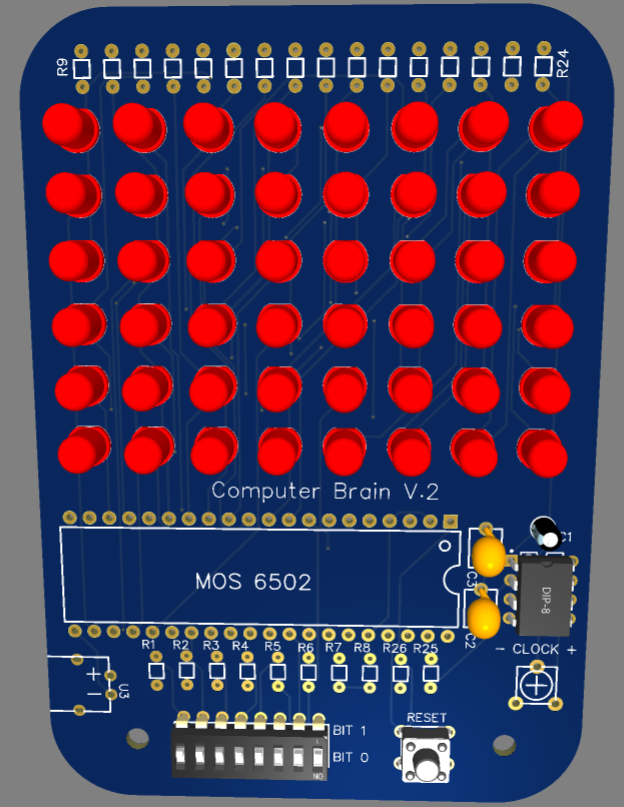 R9
R24
Computer Brain V.2
C1
MOS 6502
DIP-8
C3
C2
R1 R2 R3 R4 R5 R6 R7 R8 R26 R25
- CLOCK +
+
-
U3
RESET
BIT 1
BIT 0